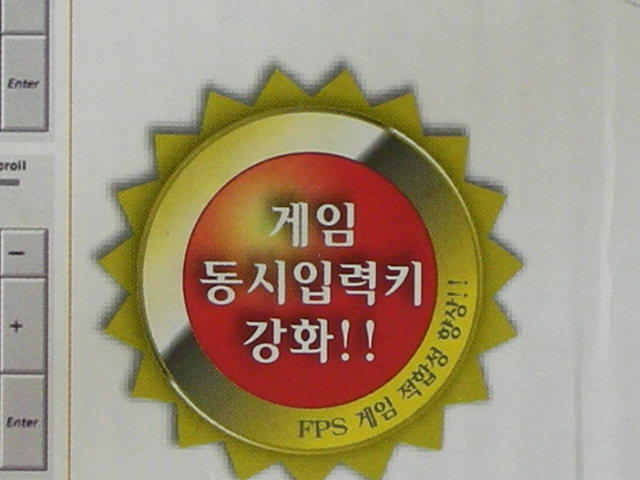 Enter
croll
−
+
Enter
게임
동시입력키
강화!!
FPS 게임 적합성 향상!!